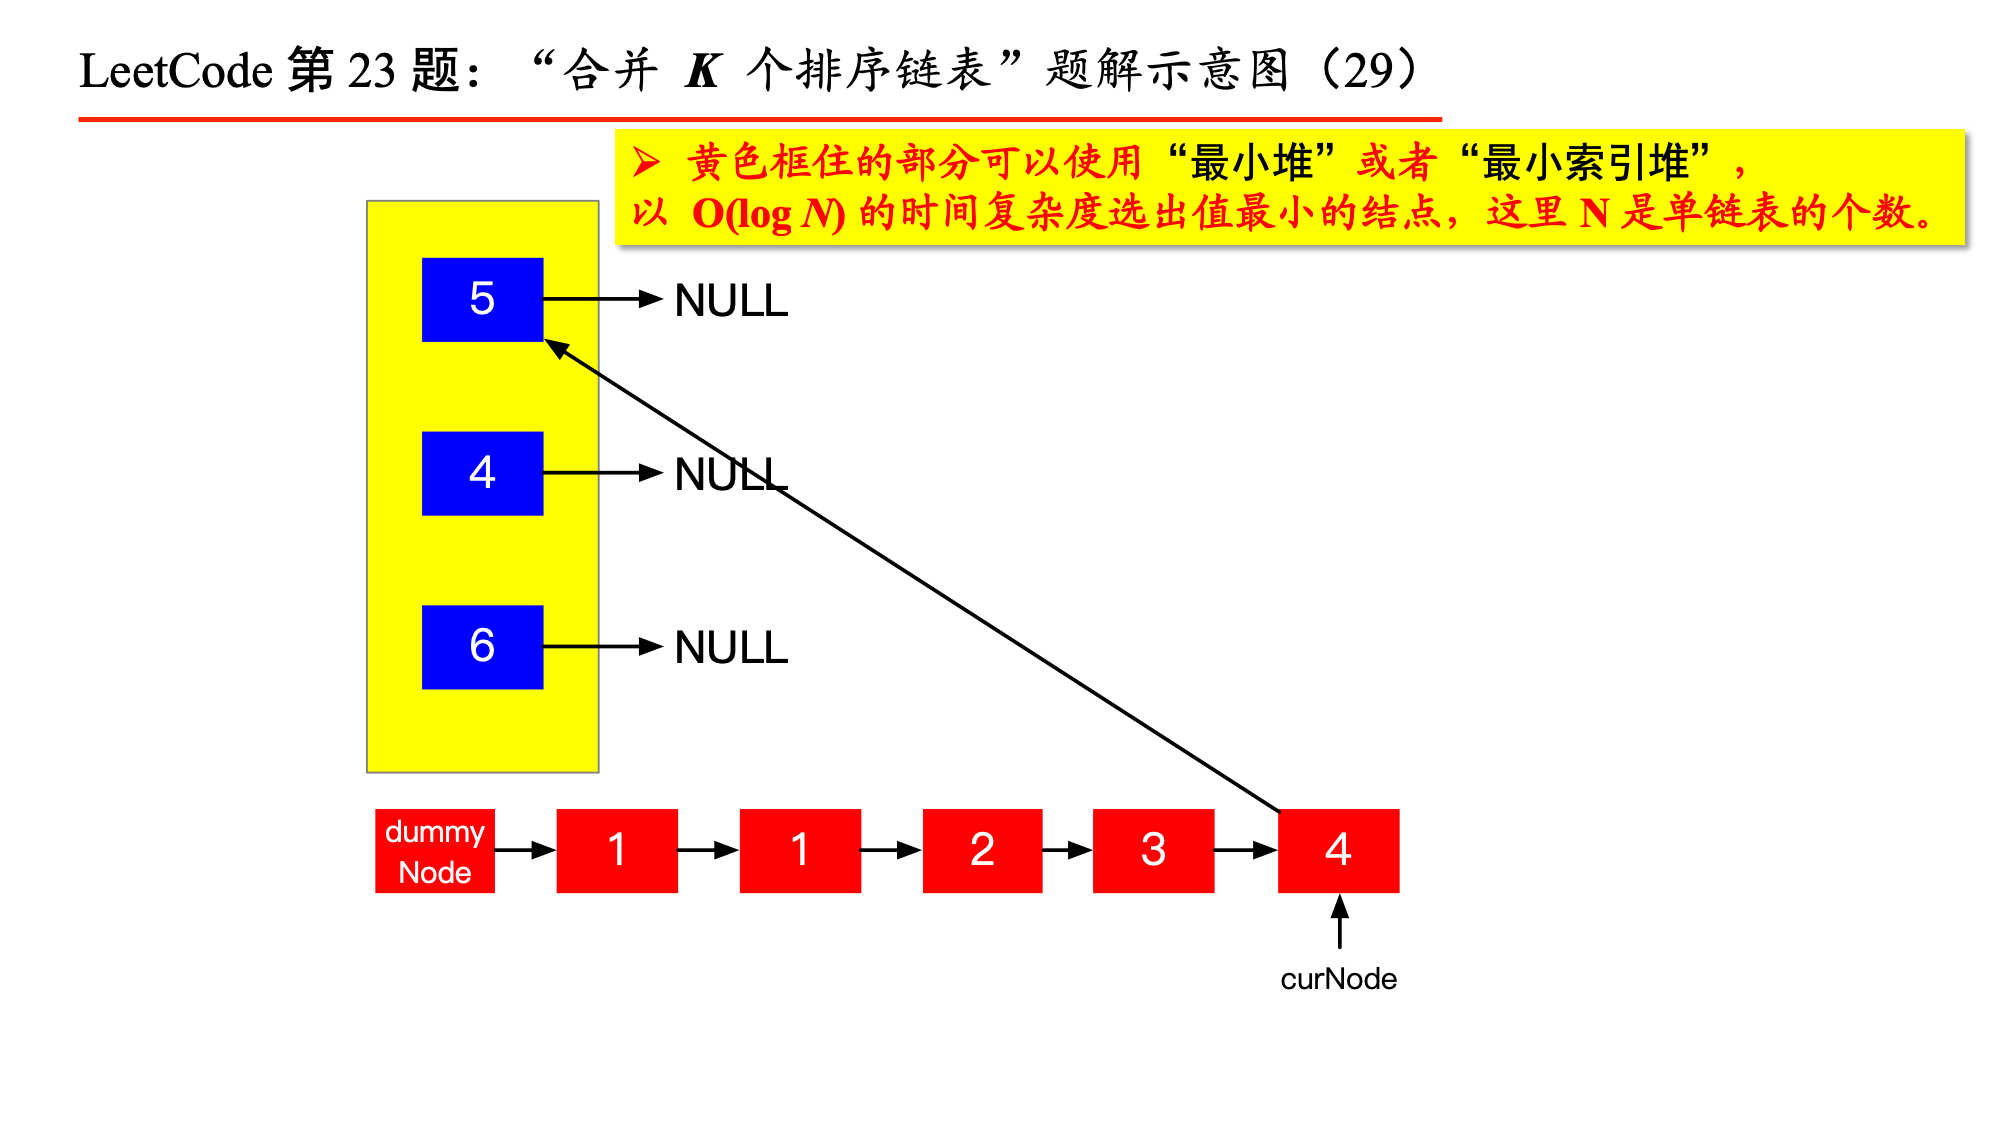 LeetCode 第 23 题：“合并 K 个排序链表”题解示意图（29）
➢ 黄色框住的部分可以使用“最小堆”或者“最小索引堆”，
以 O(log N) 的时间复杂度选出值最小的结点，这里 N 是单链表的个数。
5 NULL
4 NULL
6 NULL
dummy
Node
1 1 2 3 4
curNode